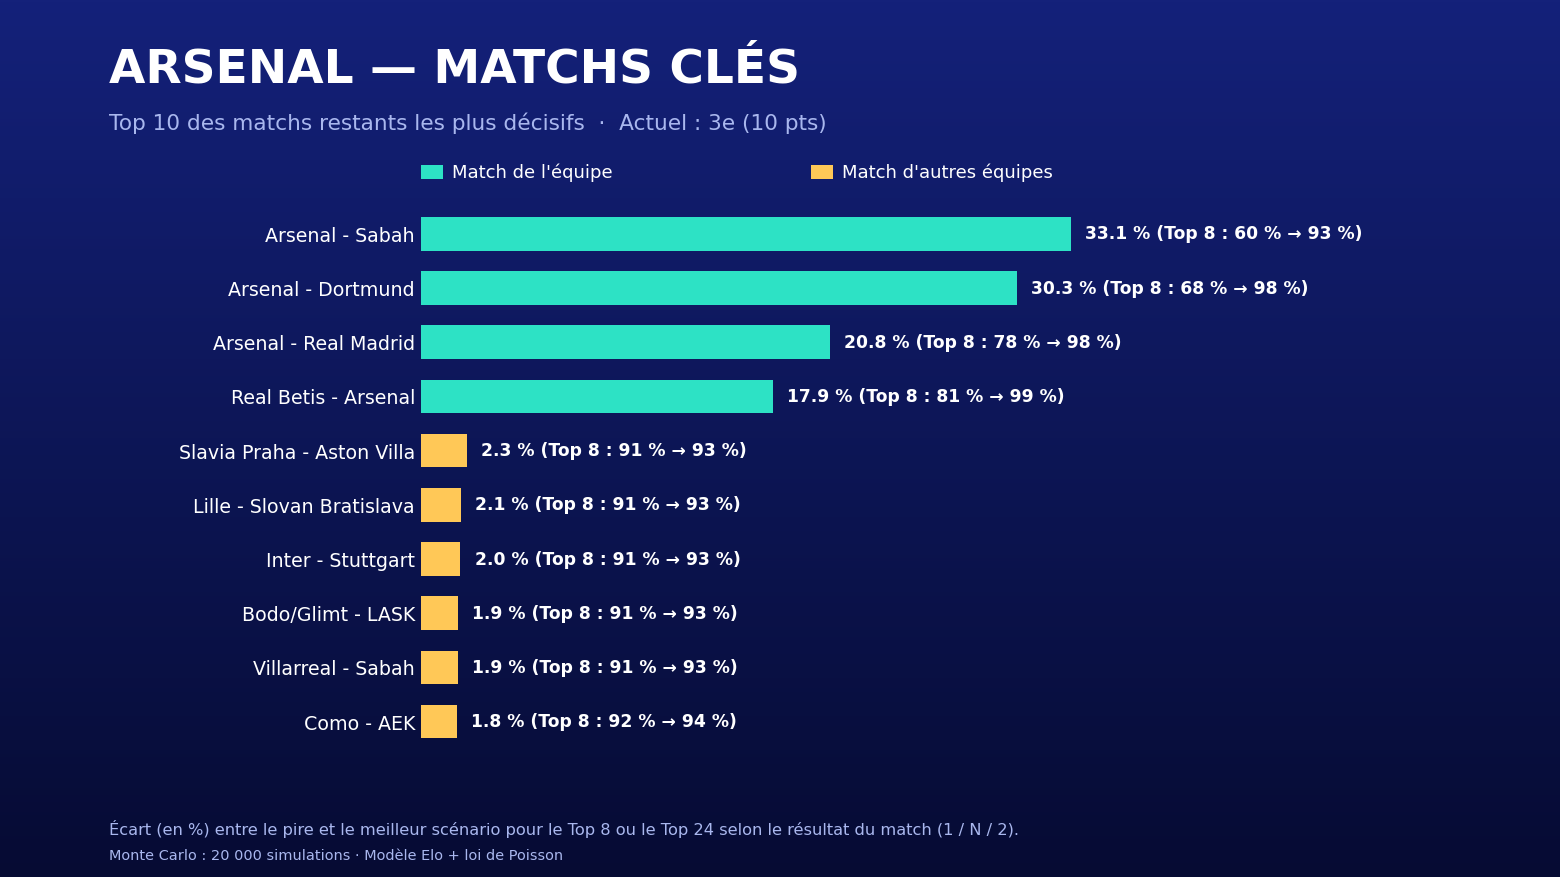 ARSENAL — MATCHS CLÉS
Top 10 des matchs restants les plus décisifs · Actuel : 3e (10 pts)
Match de l'équipe
Match d'autres équipes
Arsenal - Sabah 33.1 % (Top 8 : 60 % → 93 %)
Arsenal - Dortmund 30.3 % (Top 8 : 68 % → 98 %)
Arsenal - Real Madrid 20.8 % (Top 8 : 78 % → 98 %)
Real Betis - Arsenal 17.9 % (Top 8 : 81 % → 99 %)
Slavia Praha - Aston Villa 2.3 % (Top 8 : 91 % → 93 %)
Lille - Slovan Bratislava 2.1 % (Top 8 : 91 % → 93 %)
Inter - Stuttgart 2.0 % (Top 8 : 91 % → 93 %)
Bodo/Glimt - LASK 1.9 % (Top 8 : 91 % → 93 %)
Villarreal - Sabah 1.9 % (Top 8 : 91 % → 93 %)
Como - AEK 1.8 % (Top 8 : 92 % → 94 %)
Écart (en %) entre le pire et le meilleur scénario pour le Top 8 ou le Top 24 selon le résultat du match (1 / N / 2).
Monte Carlo : 20 000 simulations · Modèle Elo + loi de Poisson